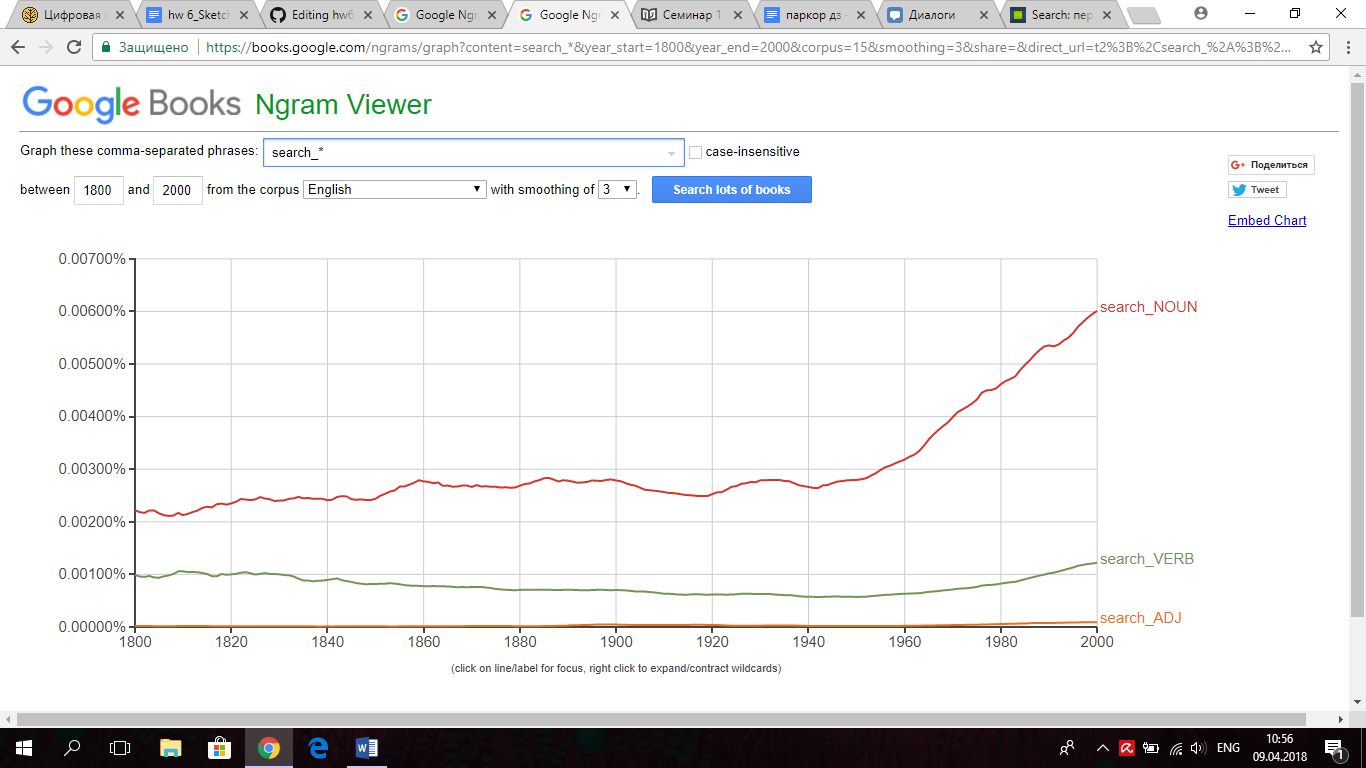 Цифровая
hw 6_Sketch
Editing hw6
Google Ngr
Google Ngr
Семинар 1
паркор дз
Диалоги
Search: пер
Защищено
https://books.google.com/ngrams/graph?content=search_*&year_start=1800&year_end=2000&corpus=15&smoothing=3&share=&direct_url=t2%3B%2Csearch_%2A%3B%2...
Google Books Ngram Viewer
Graph these comma-separated phrases: search_* case-insensitive
between 1800 and 2000 from the corpus English with smoothing of 3 . Search lots of books
Поделиться
Tweet
Embed Chart
0.00700%
0.00600%
0.00500%
0.00400%
0.00300%
0.00200%
0.00100%
0.00000%
search_NOUN
search_VERB
search_ADJ
1800 1820 1840 1860 1880 1900 1920 1940 1960 1980 2000
(click on line/label for focus, right click to expand/contract wildcards)
ENG
10:56
09.04.2018
1